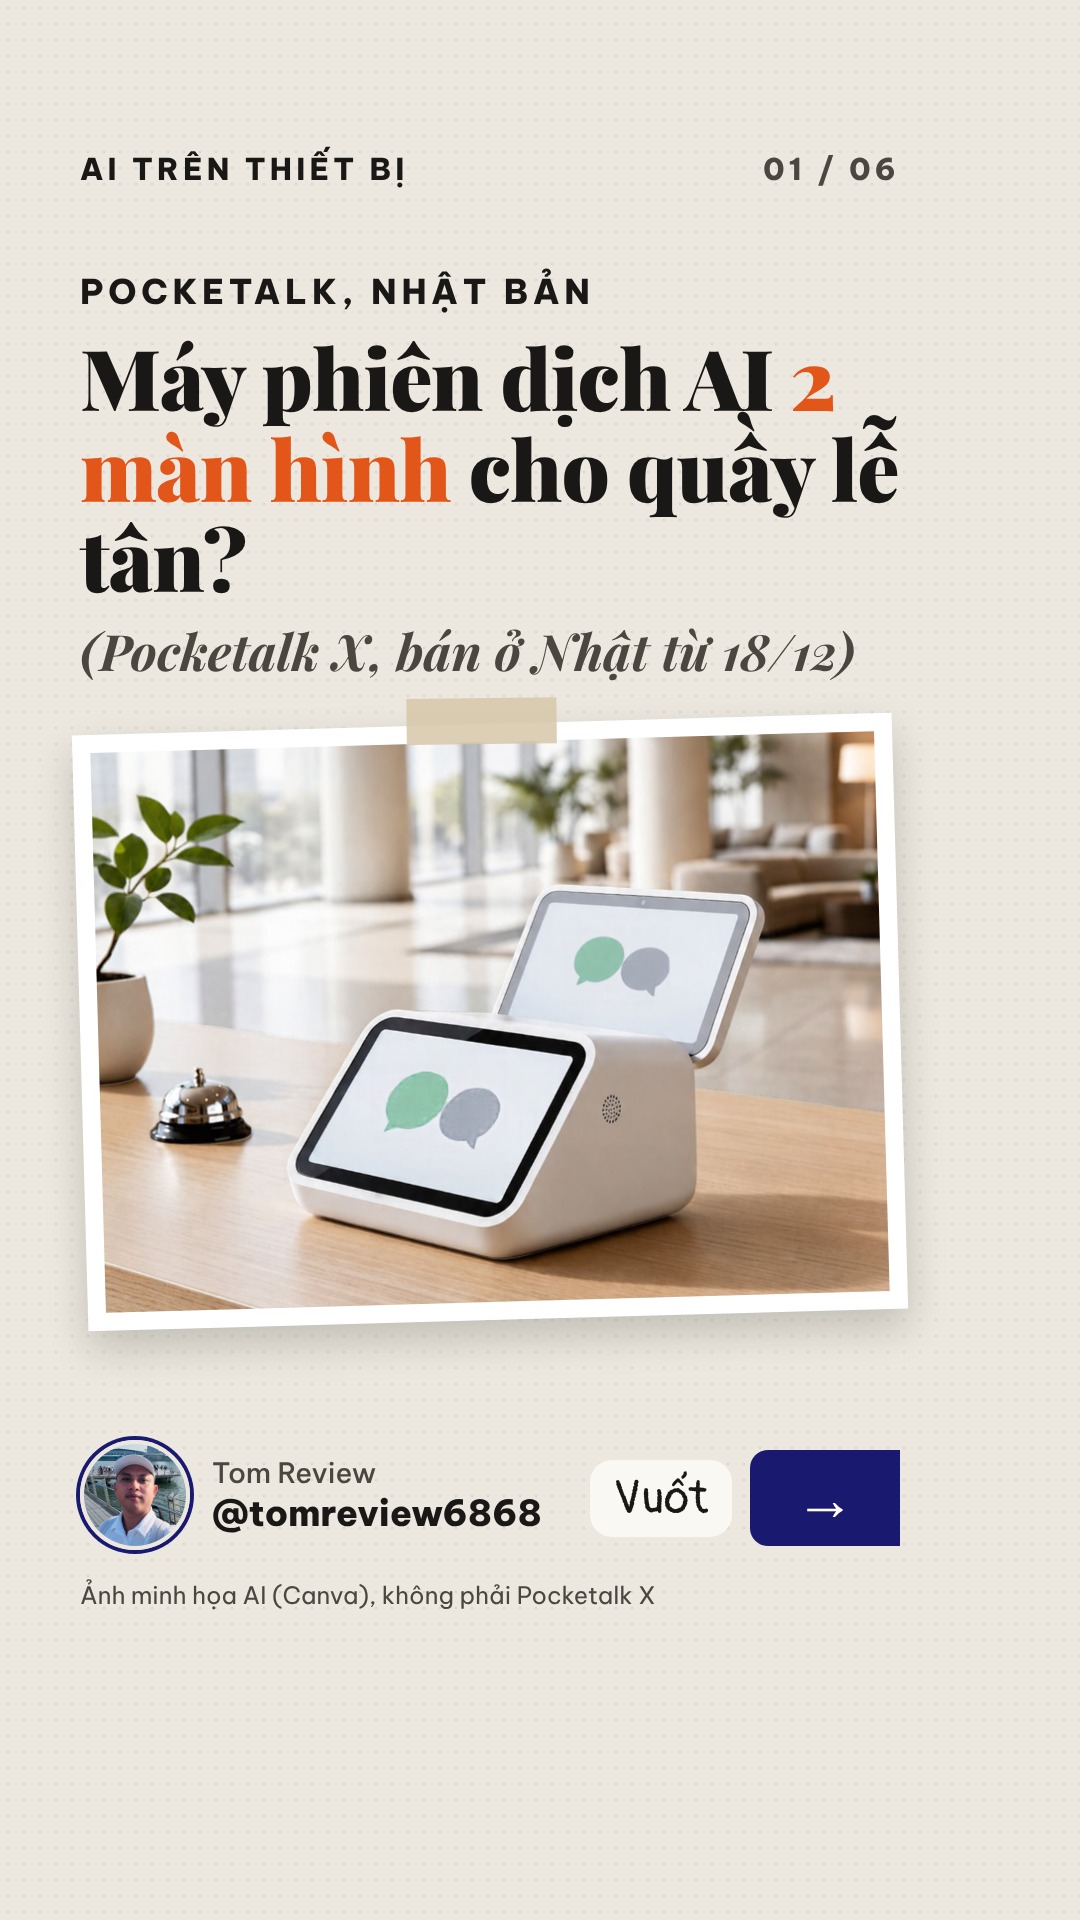 AI TRÊN THIẾT BỊ
01 / 06
POCKETALK, NHẬT BẢN
Máy phiên dịch AI 2
màn hình cho quầy lễ
tân?
(Pocketalk X, bán ở Nhật từ 18/12)
Tom Review
@tomreview6868
Vuốt
→
Ảnh minh họa AI (Canva), không phải Pocketalk X